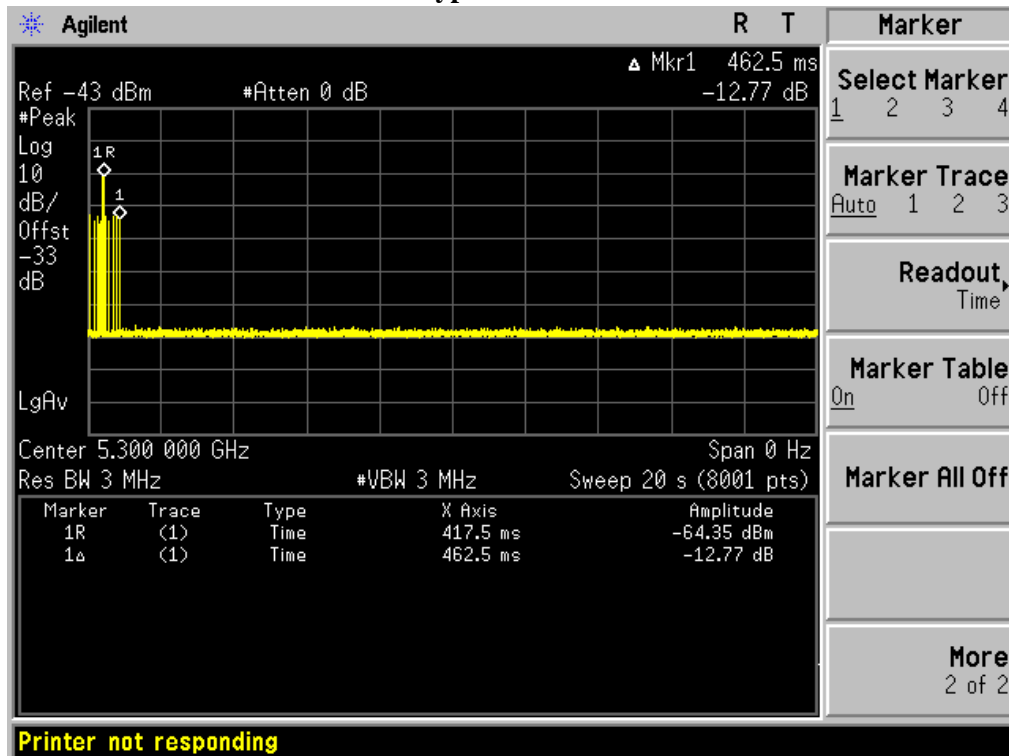 Agilent R T
Marker
▵ Mkr1 462.5 ms
Ref -43 dBm #Atten 0 dB -12.77 dB
#Peak
Log
10
dB/
Offst
-33
dB
1R
1
LgAv
Center 5.300 000 GHz Span 0 Hz
Res BW 3 MHz #VBW 3 MHz Sweep 20 s (8001 pts)
Marker Trace Type X Axis Amplitude
1R (1) Time 417.5 ms -64.35 dBm
1▵ (1) Time 462.5 ms -12.77 dB
Select Marker
1 2 3 4
Marker Trace
Auto 1 2 3
Readout
Time
Marker Table
On Off
Marker All Off
More
2 of 2
Printer not responding